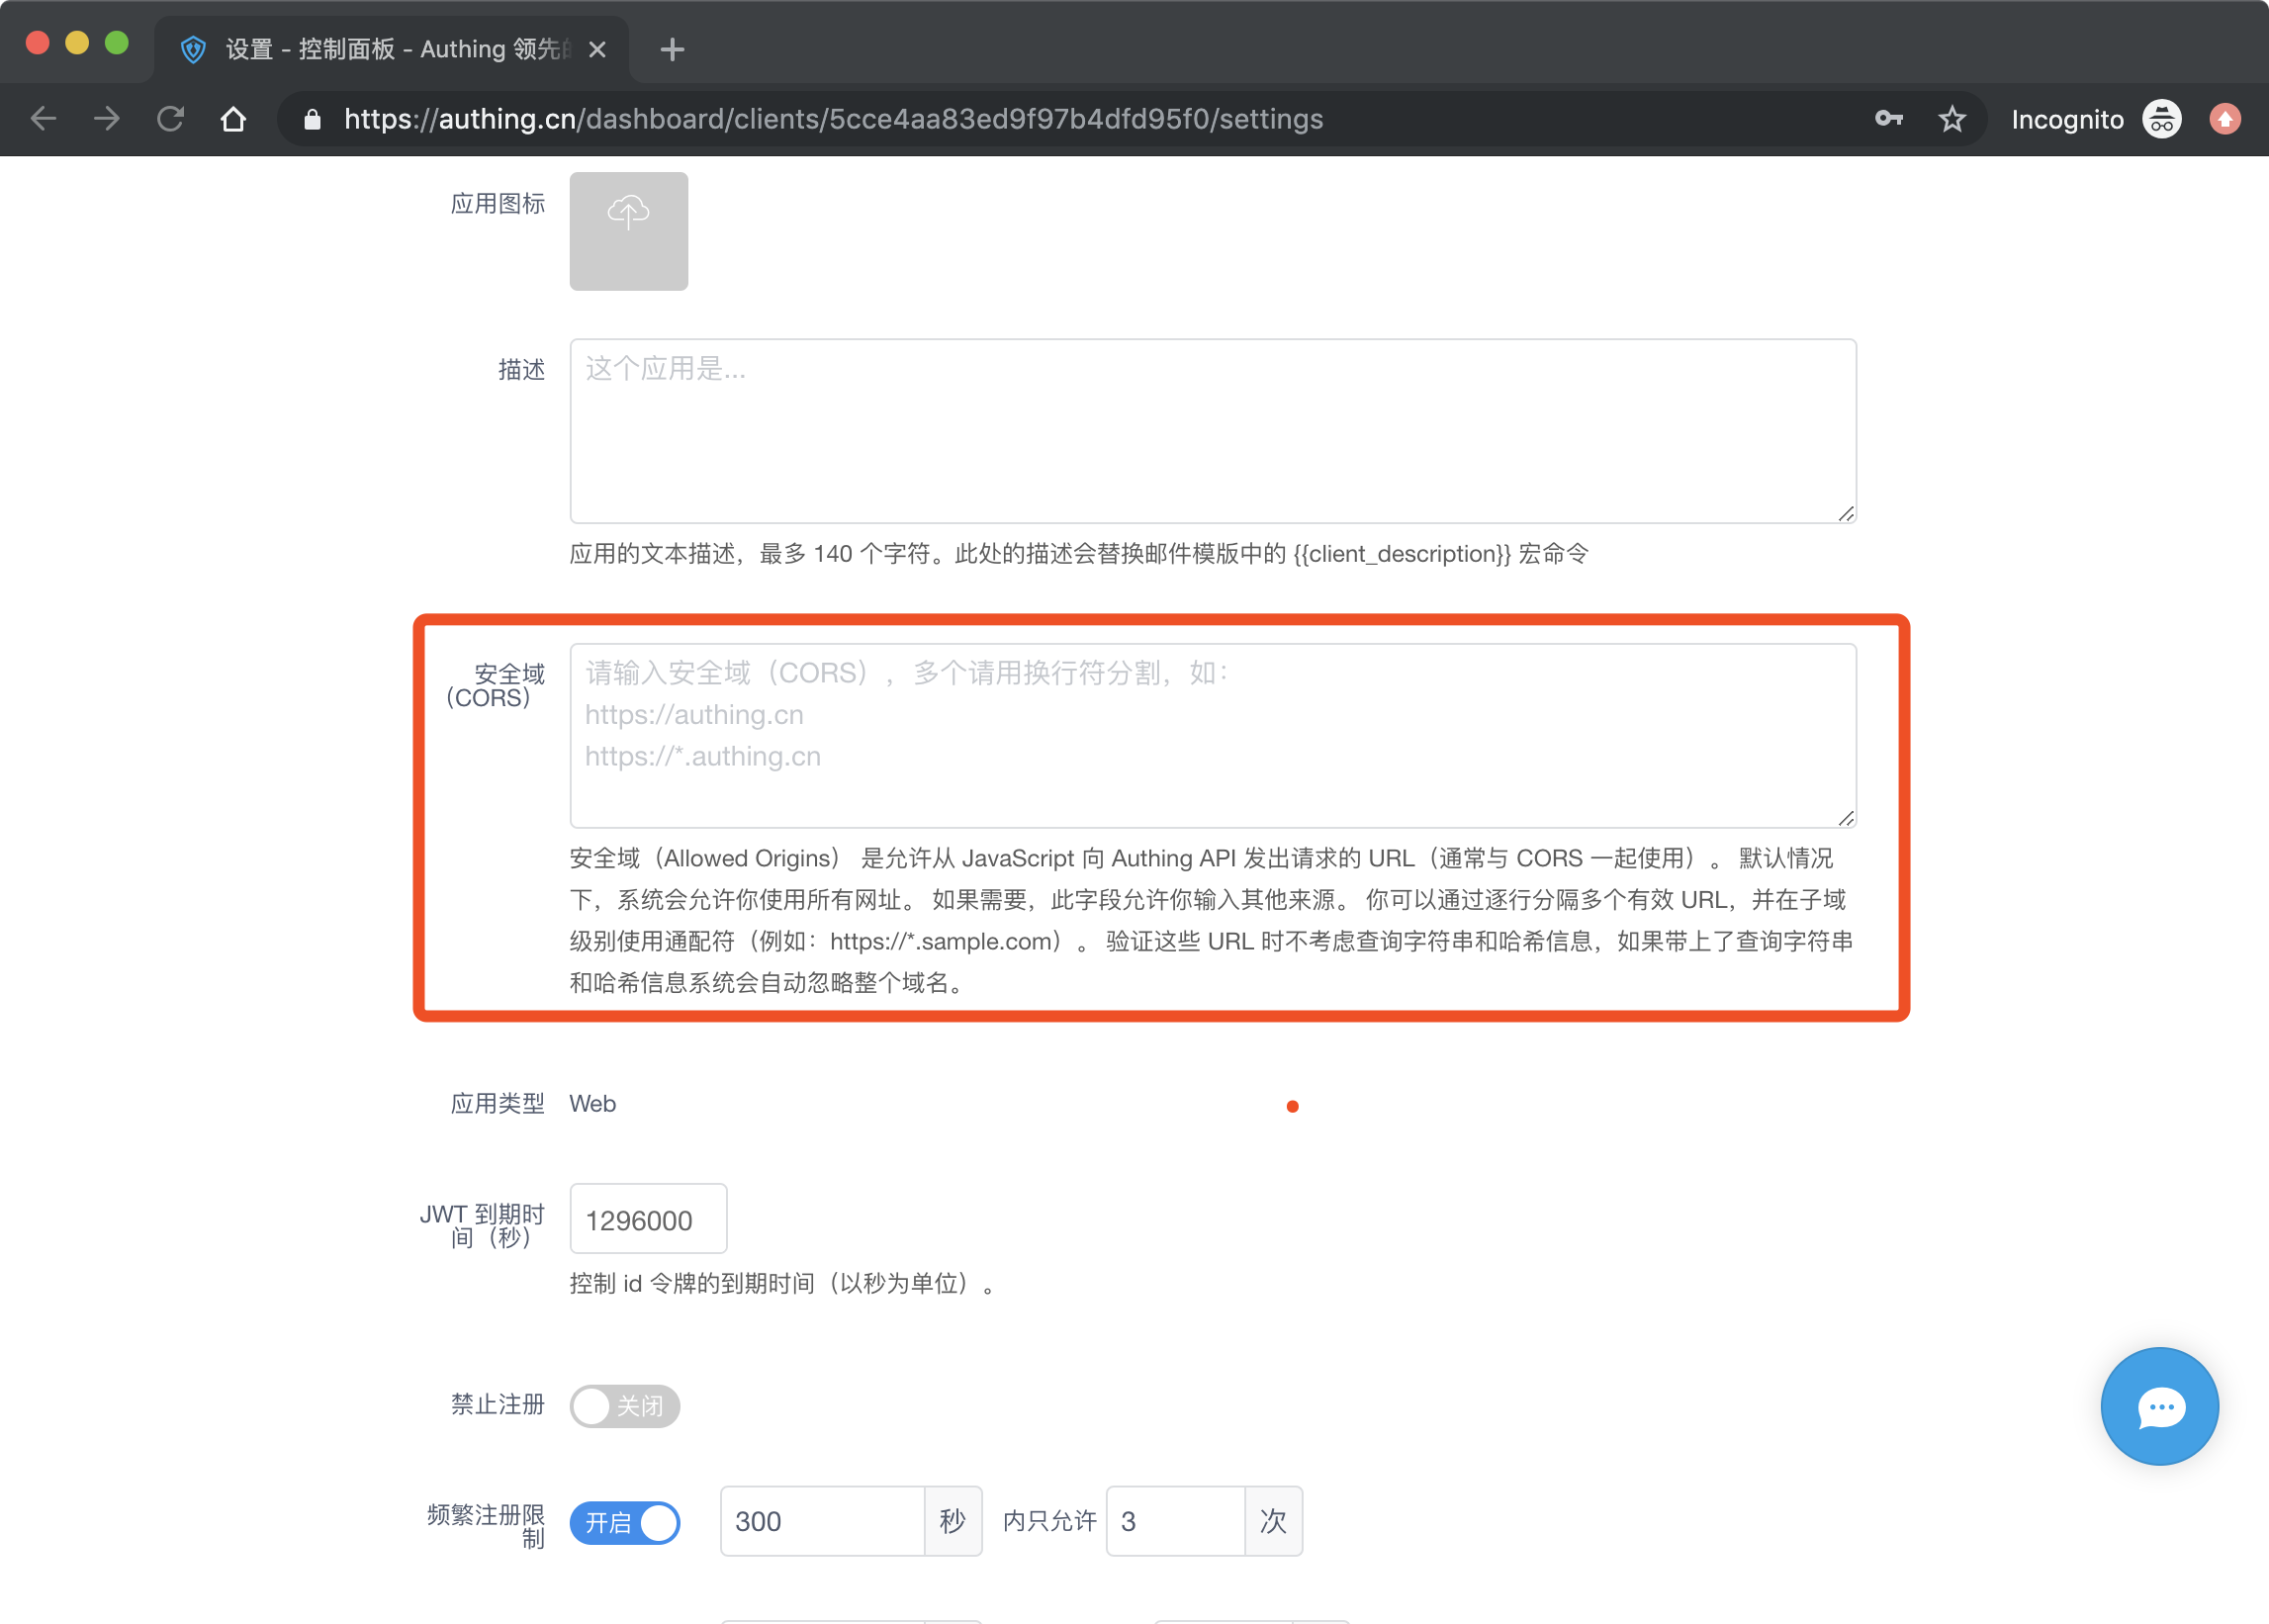 设置 - 控制面板 - Authing 领先
https://authing.cn/dashboard/clients/5cce4aa83ed9f97b4dfd95f0/settings
Incognito
应用图标
描述
这个应用是...
应用的文本描述，最多 140 个字符。此处的描述会替换邮件模版中的 {{client_description}} 宏命令
安全域
（CORS）
请输入安全域（CORS），多个请用换行符分割，如：
https://authing.cn
https://*.authing.cn
安全域（Allowed Origins） 是允许从 JavaScript 向 Authing API 发出请求的 URL（通常与 CORS 一起使用）。 默认情况
下，系统会允许你使用所有网址。 如果需要，此字段允许你输入其他来源。 你可以通过逐行分隔多个有效 URL，并在子域
级别使用通配符（例如：https://*.sample.com）。 验证这些 URL 时不考虑查询字符串和哈希信息，如果带上了查询字符串
和哈希信息系统会自动忽略整个域名。
应用类型
Web
JWT 到期时
间（秒）
1296000
控制 id 令牌的到期时间（以秒为单位）。
禁止注册
关闭
频繁注册限
制
开启
300 秒 内只允许 3 次